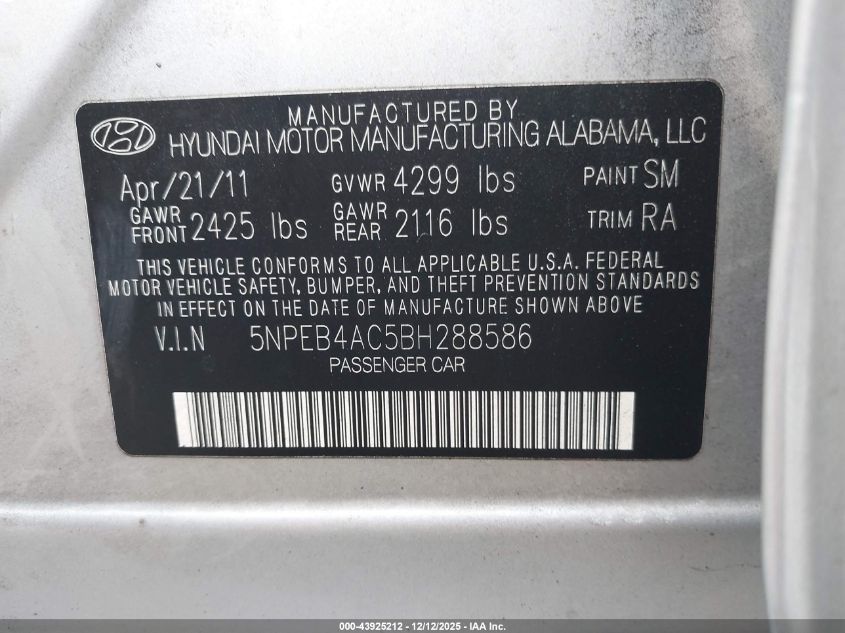 MANUFACTURED BY
HYUNDAI MOTOR MANUFACTURING ALABAMA, LLC
Apr/21/11 GVWR 4299 lbs PAINT SM
GAWR FRONT 2425 lbs GAWR REAR 2116 lbs TRIM RA
THIS VEHICLE CONFORMS TO ALL APPLICABLE U.S.A. FEDERAL
MOTOR VEHICLE SAFETY, BUMPER, AND THEFT PREVENTION STANDARDS
IN EFFECT ON THE DATE OF MANUFACTURE SHOWN ABOVE
V.I.N 5NPEB4AC5BH288586
PASSENGER CAR
000-43925212 - 12/12/2025 - IAA Inc.